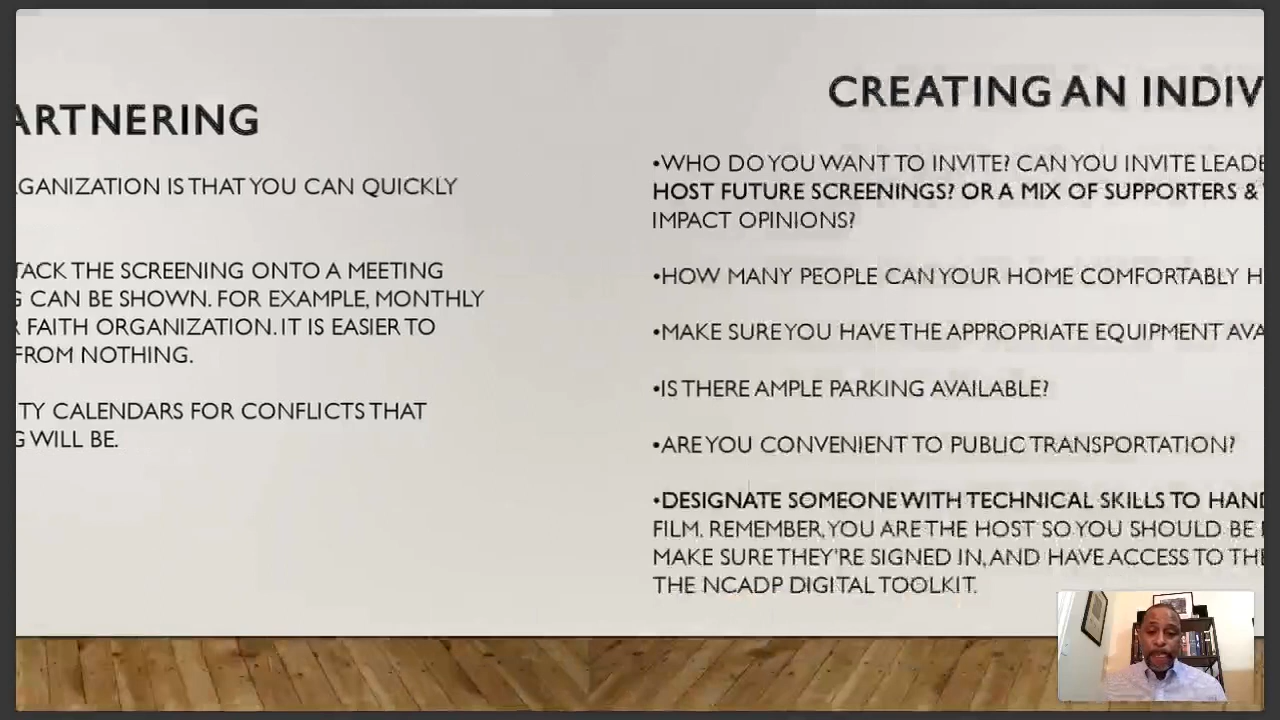 ARTNERING
GANIZATION IS THAT YOU CAN QUICKLY
TACK THE SCREENING ONTO A MEETING
CAN BE SHOWN. FOR EXAMPLE, MONTHLY
FAITH ORGANIZATION. IT IS EASIER TO
FROM NOTHING.
TY CALENDARS FOR CONFLICTS THAT
G WILL BE.
CREATING AN INDIV
•WHO DO YOU WANT TO INVITE? CAN YOU INVITE LEADE
HOST FUTURE SCREENINGS? OR A MIX OF SUPPORTERS &
IMPACT OPINIONS?
•HOW MANY PEOPLE CAN YOUR HOME COMFORTABLY H
•MAKE SURE YOU HAVE THE APPROPRIATE EQUIPMENT AVA
•IS THERE AMPLE PARKING AVAILABLE?
•ARE YOU CONVENIENT TO PUBLIC TRANSPORTATION?
•DESIGNATE SOMEONE WITH TECHNICAL SKILLS TO HAND
FILM. REMEMBER, YOU ARE THE HOST SO YOU SHOULD BE
MAKE SURE THEY'RE SIGNED IN, AND HAVE ACCESS TO THE
THE NCADP DIGITAL TOOLKIT.